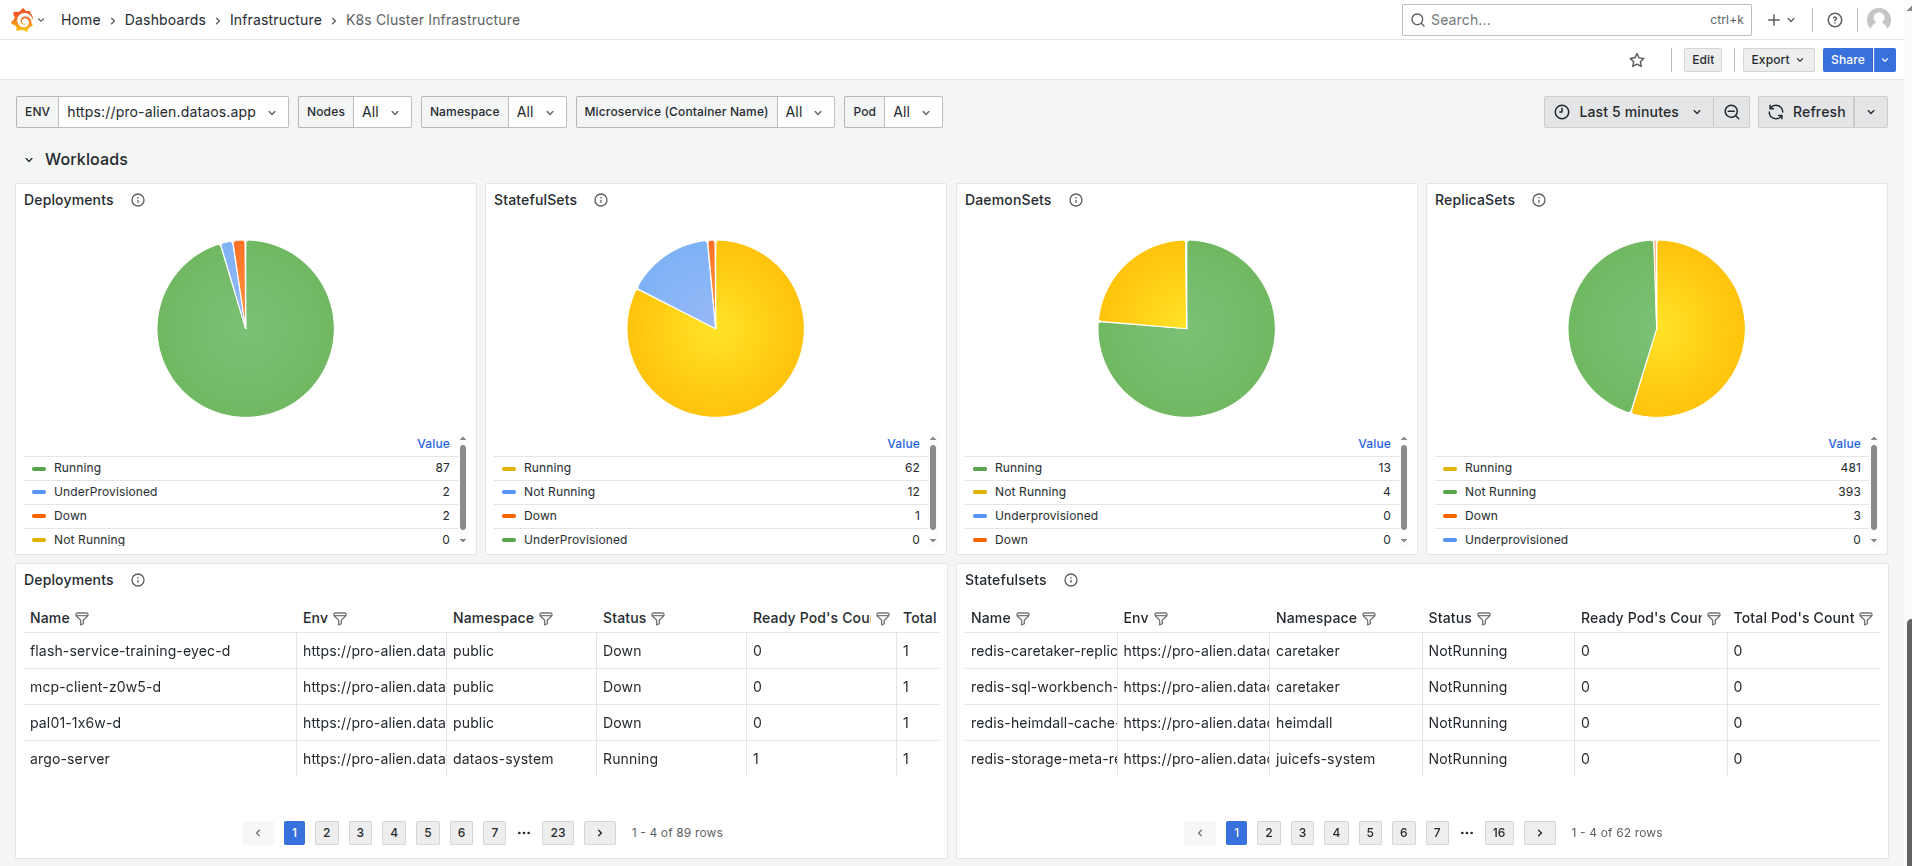 Home › Dashboards › Infrastructure › K8s Cluster Infrastructure
Search... ctrl+k
Edit Export Share
ENV https://pro-alien.dataos.app Nodes All Namespace All Microservice (Container Name) All Pod All Last 5 minutes Refresh
Workloads
Deployments
Value
Running 87
UnderProvisioned 2
Down 2
Not Running 0
StatefulSets
Value
Running 62
Not Running 12
Down 1
UnderProvisioned 0
DaemonSets
Value
Running 13
Not Running 4
Underprovisioned 0
Down 0
ReplicaSets
Value
Running 481
Not Running 393
Down 3
Underprovisioned 0
Deployments
Name Env Namespace Status Ready Pod's Cou Total
flash-service-training-eyec-d https://pro-alien.data public Down 0 1
mcp-client-z0w5-d https://pro-alien.data public Down 0 1
pal01-1x6w-d https://pro-alien.data public Down 0 1
argo-server https://pro-alien.data dataos-system Running 1 1
‹ 1 2 3 4 5 6 7 ••• 23 › 1 - 4 of 89 rows
Statefulsets
Name Env Namespace Status Ready Pod's Cour Total Pod's Count
redis-caretaker-replic https://pro-alien.datao caretaker NotRunning 0 0
redis-sql-workbench- https://pro-alien.datao caretaker NotRunning 0 0
redis-heimdall-cache- https://pro-alien.datao heimdall NotRunning 0 0
redis-storage-meta-re https://pro-alien.datao juicefs-system NotRunning 0 0
‹ 1 2 3 4 5 6 7 ••• 16 › 1 - 4 of 62 rows